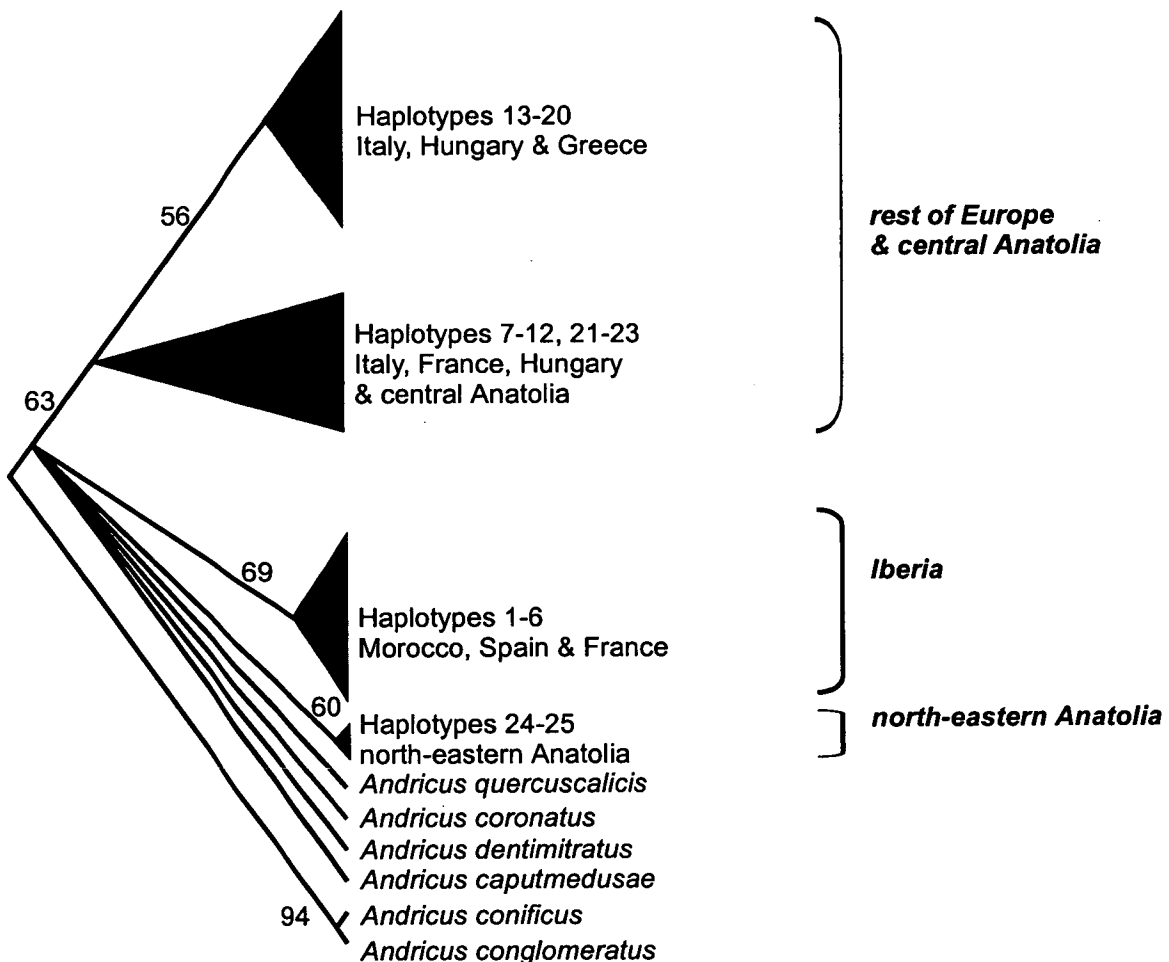 Haplotypes 13-20
Italy, Hungary & Greece
56
rest of Europe
& central Anatolia
Haplotypes 7-12, 21-23
Italy, France, Hungary
& central Anatolia
63
69
Iberia
Haplotypes 1-6
Morocco, Spain & France
60
north-eastern Anatolia
Haplotypes 24-25
north-eastern Anatolia
Andricus quercuscalicis
Andricus coronatus
Andricus dentimitratus
Andricus caputmedusae
94
Andricus conificus
Andricus conglomeratus